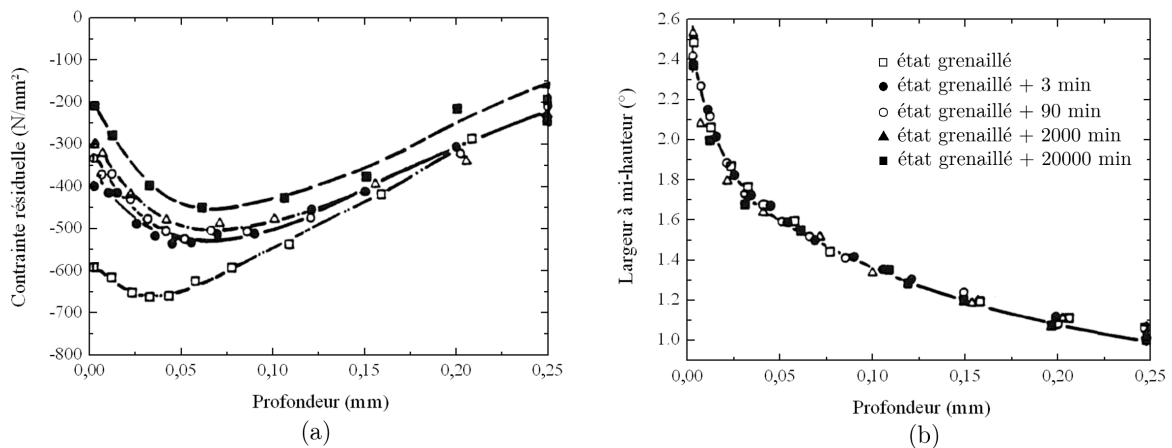 0
-100
-200
-300
-400
-500
-600
-700
-800
0,00
0,05
0,10
0,15
0,20
0,25
Contrainte résiduelle (N/mm²)
Profondeur (mm)
(a)
2.6
2.4
2.2
2.0
1.8
1.6
1.4
1.2
1.0
0,00
0,05
0,10
0,15
0,20
0,25
Largeur à mi-hauteur (°)
Profondeur (mm)
état grenaillé
état grenaillé + 3 min
état grenaillé + 90 min
état grenaillé + 2000 min
état grenaillé + 20000 min
(b)